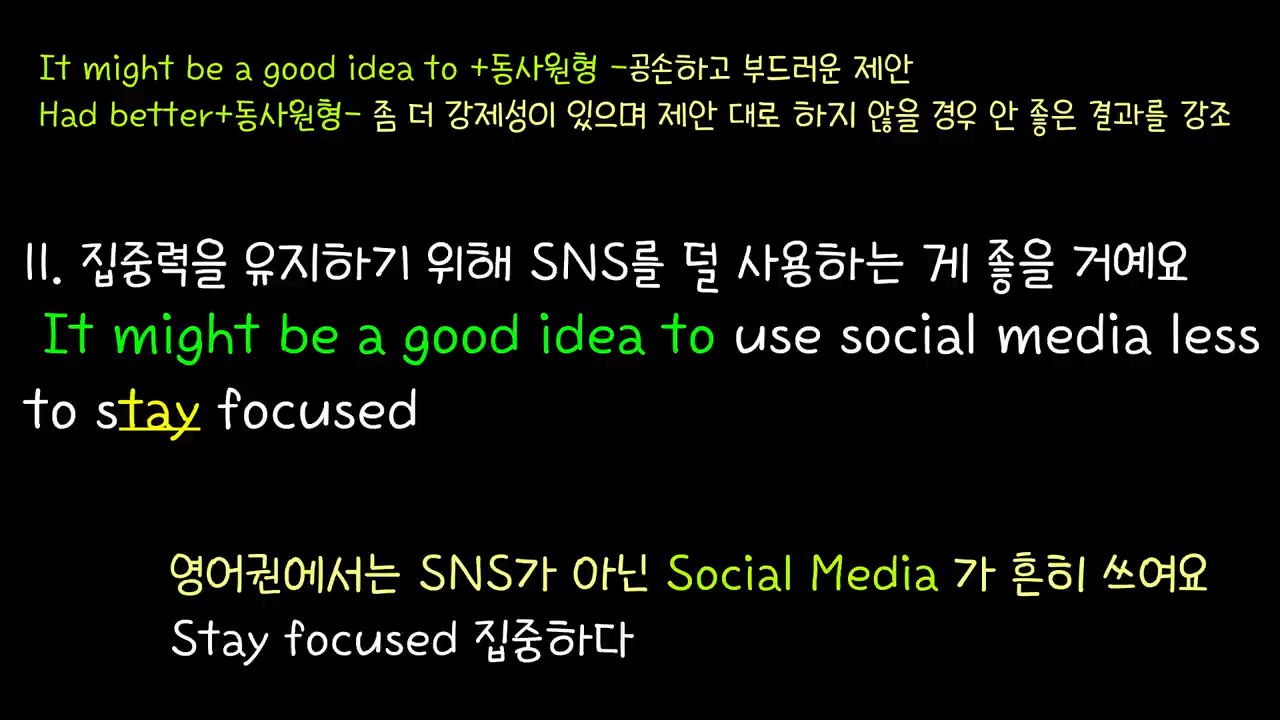 It might be a good idea to +동사원형 -공손하고 부드러운 제안
Had better+동사원형- 좀 더 강제성이 있으며 제안 대로 하지 않을 경우 안 좋은 결과를 강조
11. 집중력을 유지하기 위해 SNS를 덜 사용하는 게 좋을 거예요
It might be a good idea to use social media less
to stay focused
영어권에서는 SNS가 아닌 Social Media 가 흔히 쓰여요
Stay focused 집중하다